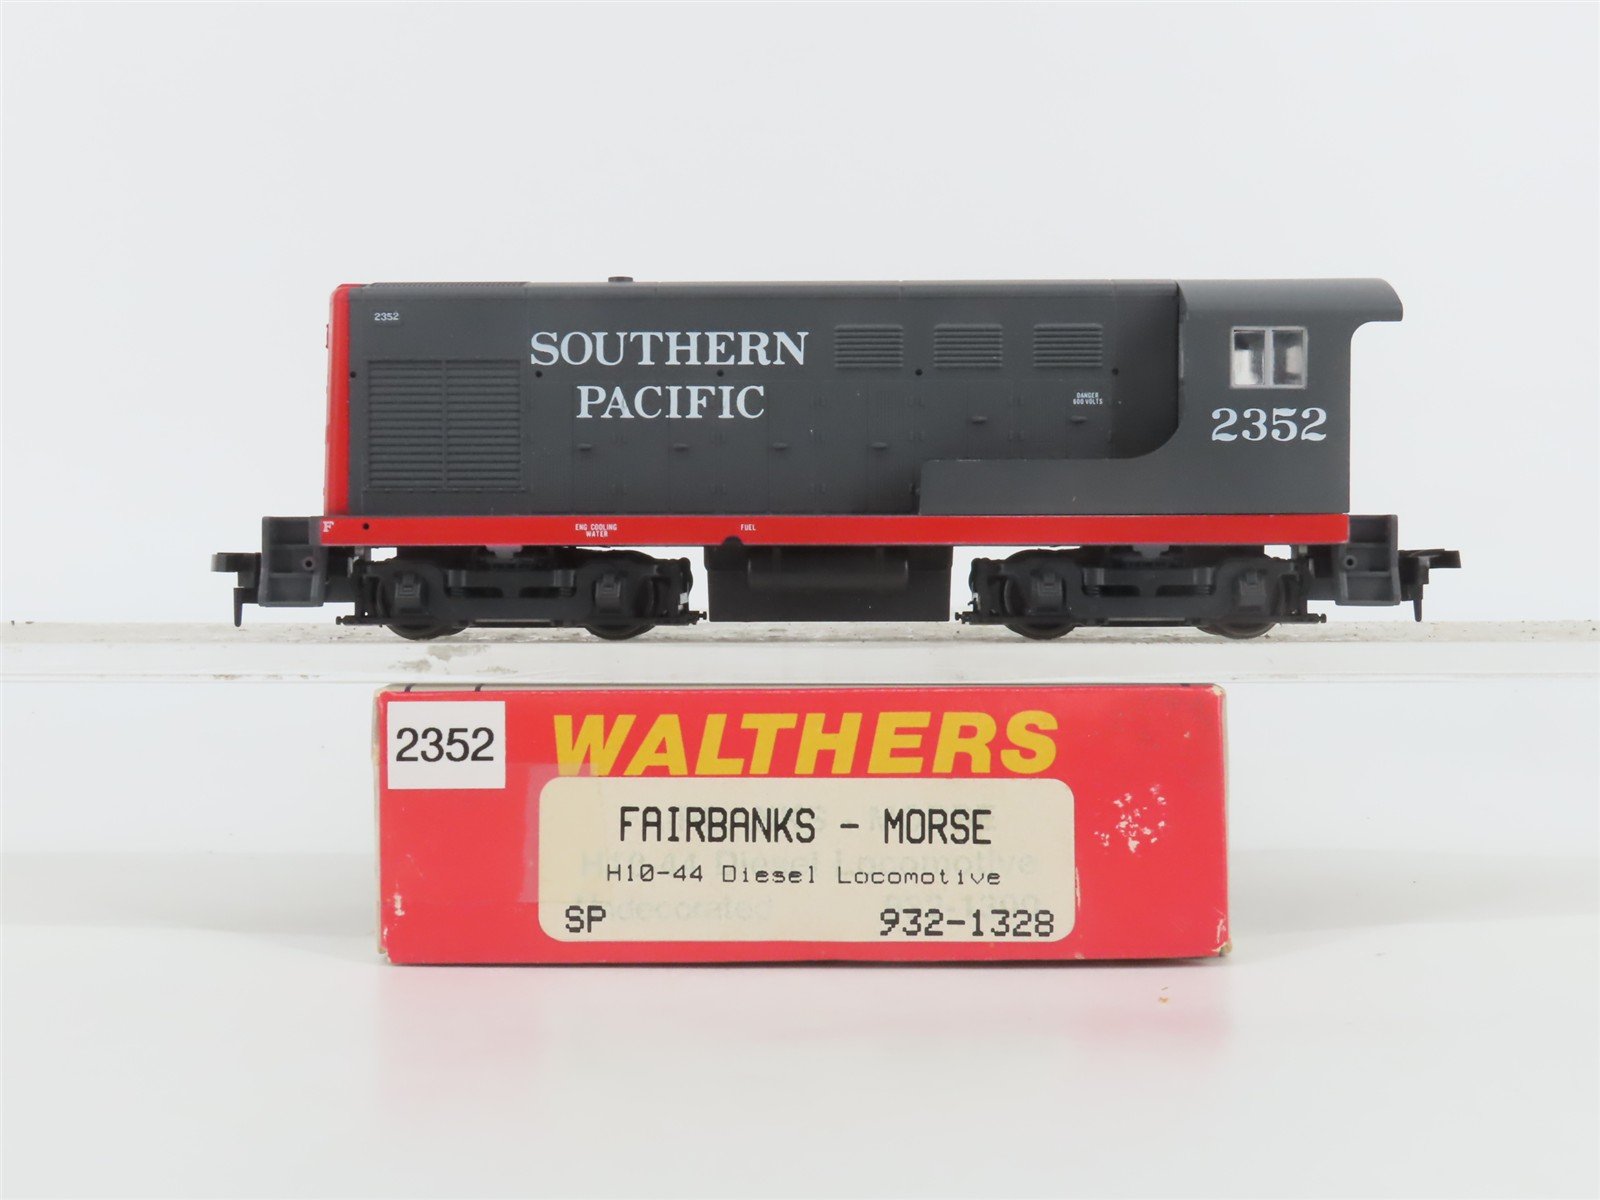 2352
SOUTHERN
PACIFIC
DANGER
600 VOLTS
2352
F
ENG COOLING
WATER
FUEL
2352
WALTHERS
FAIRBANKS - MORSE
H10-44 Diesel Locomotive
SP 932-1328